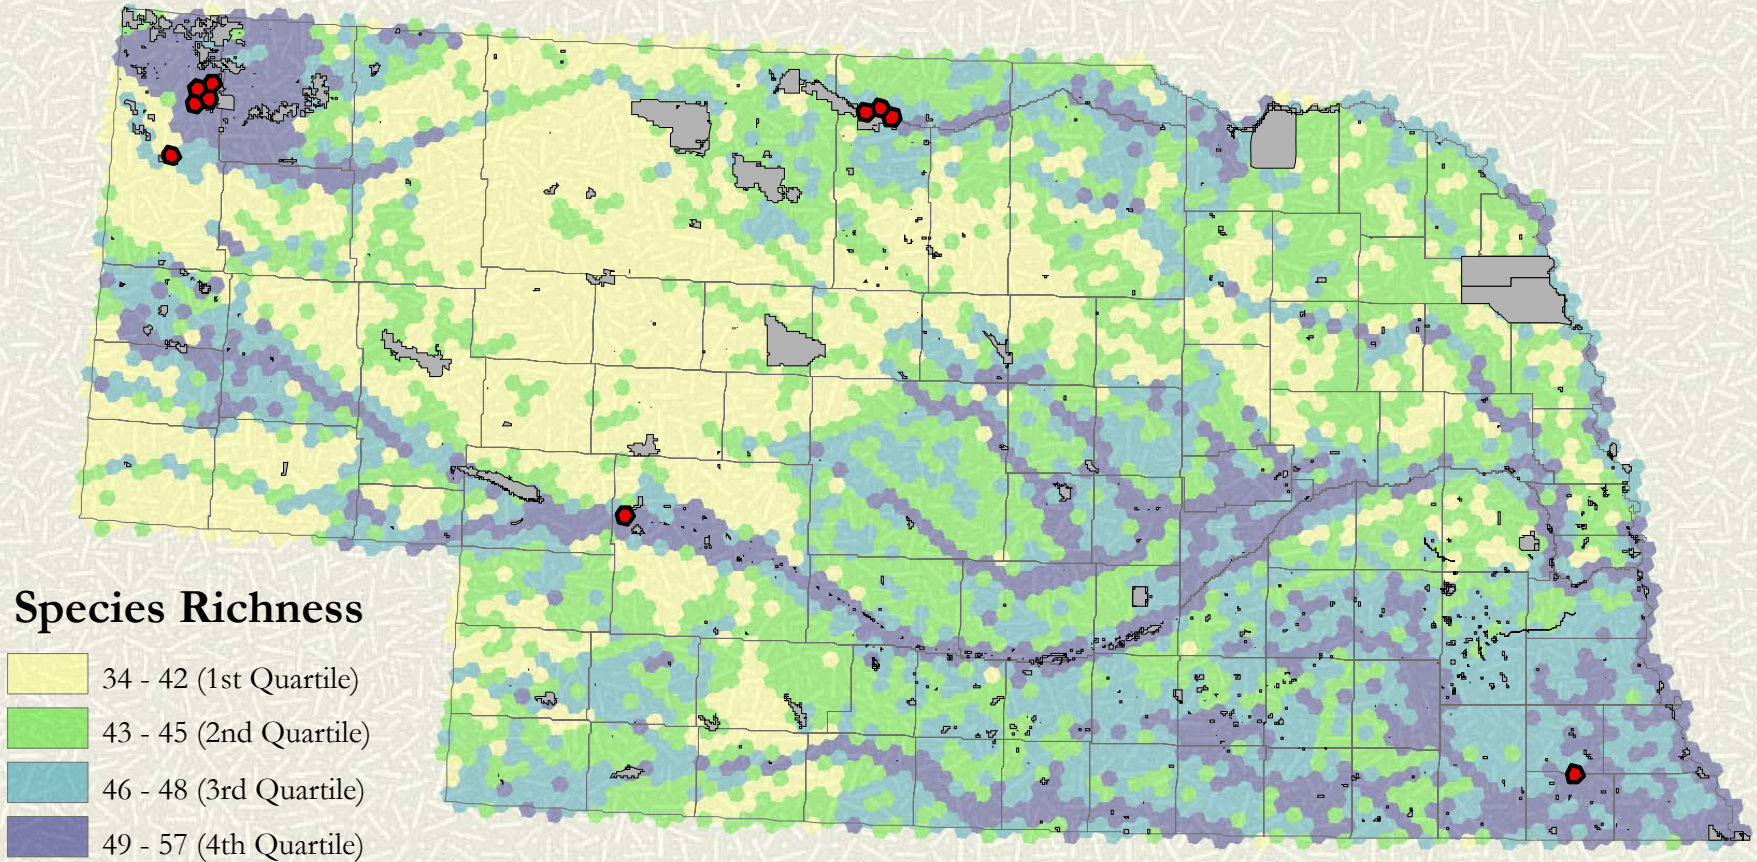 Species Richness
34 - 42 (1st Quartile)
43 - 45 (2nd Quartile)
46 - 48 (3rd Quartile)
49 - 57 (4th Quartile)